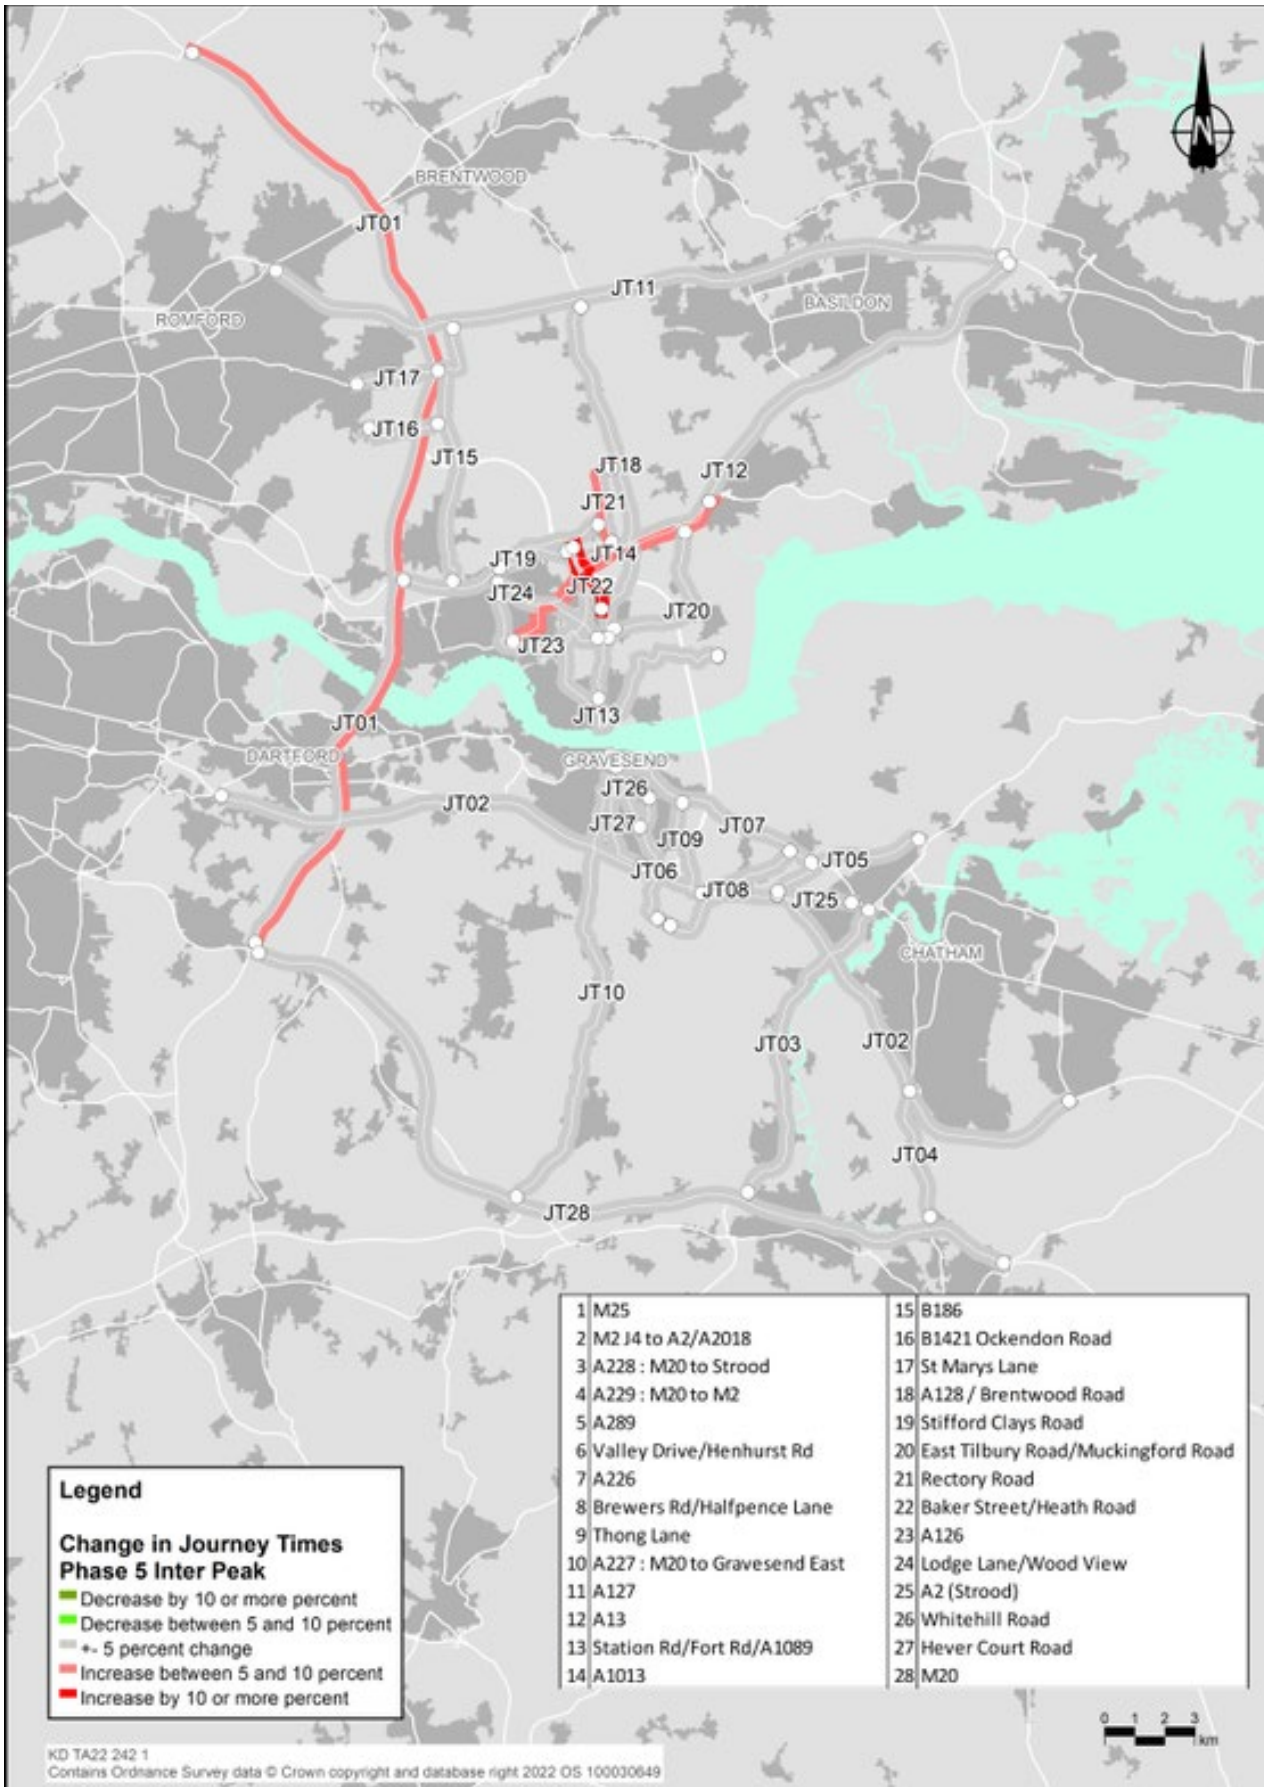 N
BRENTWOOD
JT01
JT11
BASILDON
ROMFORD
JT17
JT16
JT15
JT18
JT12
JT21
JT19
JT14
JT24
JT22
JT20
JT23
JT13
JT01
DARTFORD
GRAVESEND
JT26
JT02
JT27
JT09
JT07
JT06
JT05
JT08
JT25
CHATHAM
JT10
JT03
JT02
JT04
JT28
1 M25
2 M2 J4 to A2/A2018
3 A228 : M20 to Strood
4 A229 : M20 to M2
5 A289
6 Valley Drive/Henhurst Rd
7 A226
8 Brewers Rd/Halfpence Lane
9 Thong Lane
10 A227 : M20 to Gravesend East
11 A127
12 A13
13 Station Rd/Fort Rd/A1089
14 A1013
15 B186
16 B1421 Ockendon Road
17 St Marys Lane
18 A128 / Brentwood Road
19 Stifford Clays Road
20 East Tilbury Road/Muckingford Road
21 Rectory Road
22 Baker Street/Heath Road
23 A126
24 Lodge Lane/Wood View
25 A2 (Strood)
26 Whitehill Road
27 Hever Court Road
28 M20
Legend
Change in Journey Times
Phase 5 Inter Peak
Decrease by 10 or more percent
Decrease between 5 and 10 percent
+- 5 percent change
Increase between 5 and 10 percent
Increase by 10 or more percent
0 1 2 3
km
KD TA22 242 1
Contains Ordnance Survey data © Crown copyright and database right 2022 OS 100030649